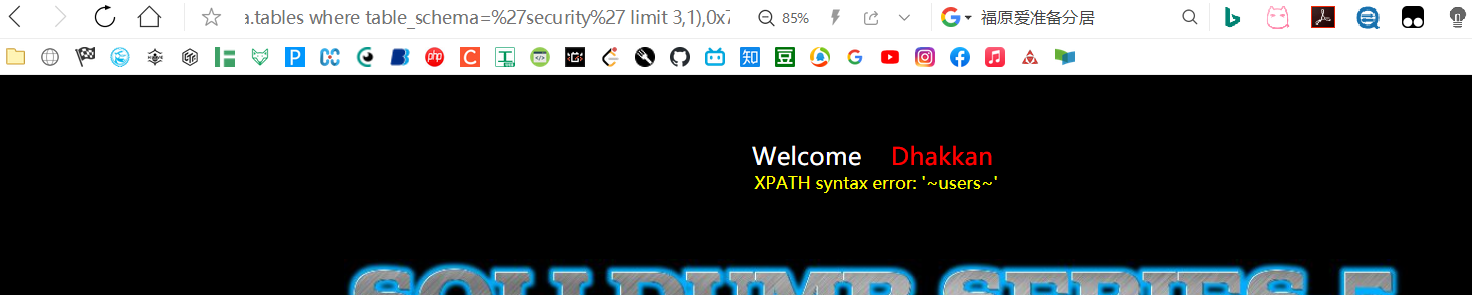 a.tables where table_schema=%27security%27 limit 3,1),0x7 85% 福原爱准备分居
Welcome Dhakkan
XPATH syntax error: '~users~'
SQLI DUMB SERIES-5